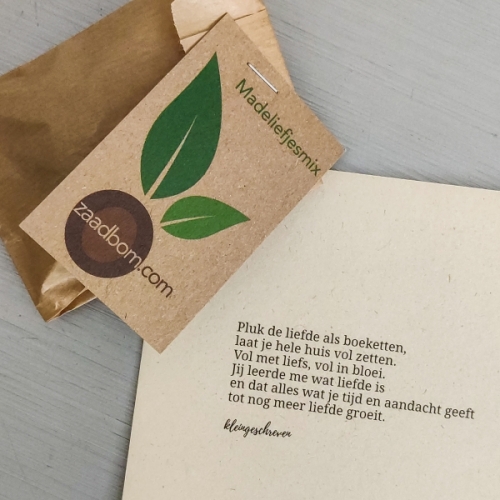 Madeliefjesmix
zaadbom.com
Pluk de liefde als boeketten,
laat je hele huis vol zetten.
Vol met liefs, vol in bloei.
Jij leerde me wat liefde is
en dat alles wat je tijd en aandacht geeft
tot nog meer liefde groeit.
kleingeschreven